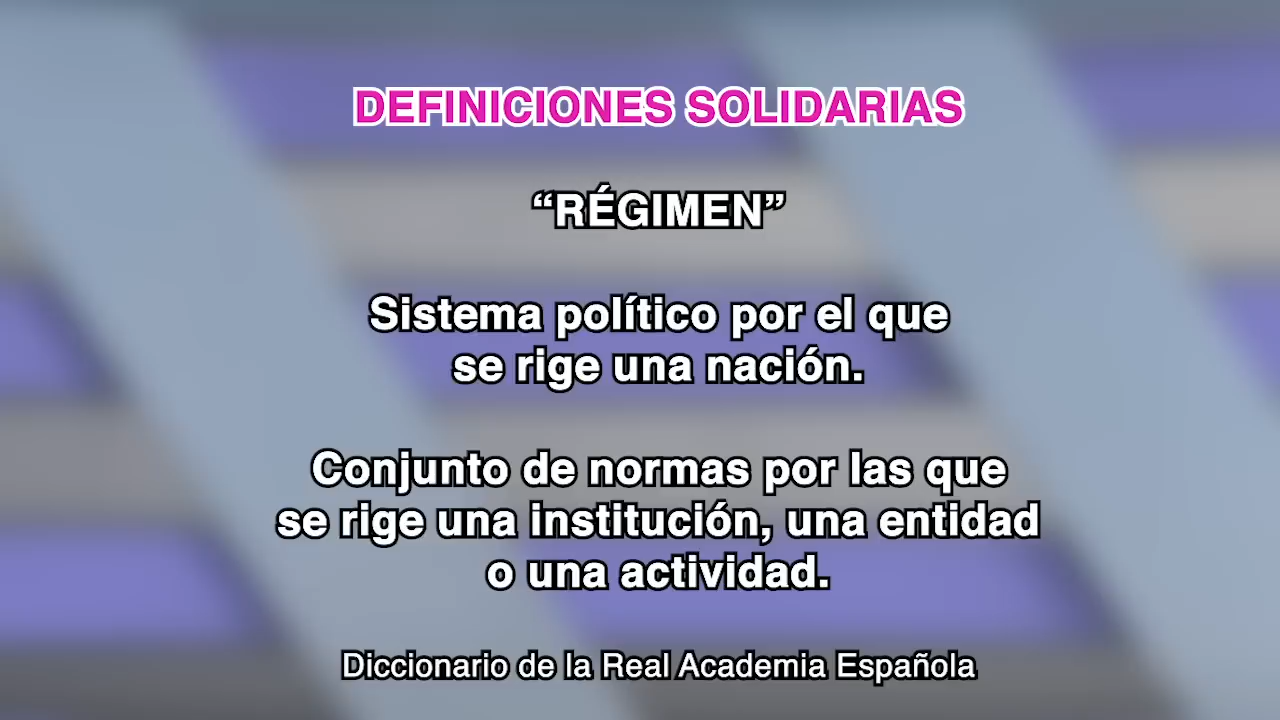 DEFINICIONES SOLIDARIAS
“RÉGIMEN”
Sistema político por el que
se rige una nación.
Conjunto de normas por las que
se rige una institución, una entidad
o una actividad.
Diccionario de la Real Academia Española